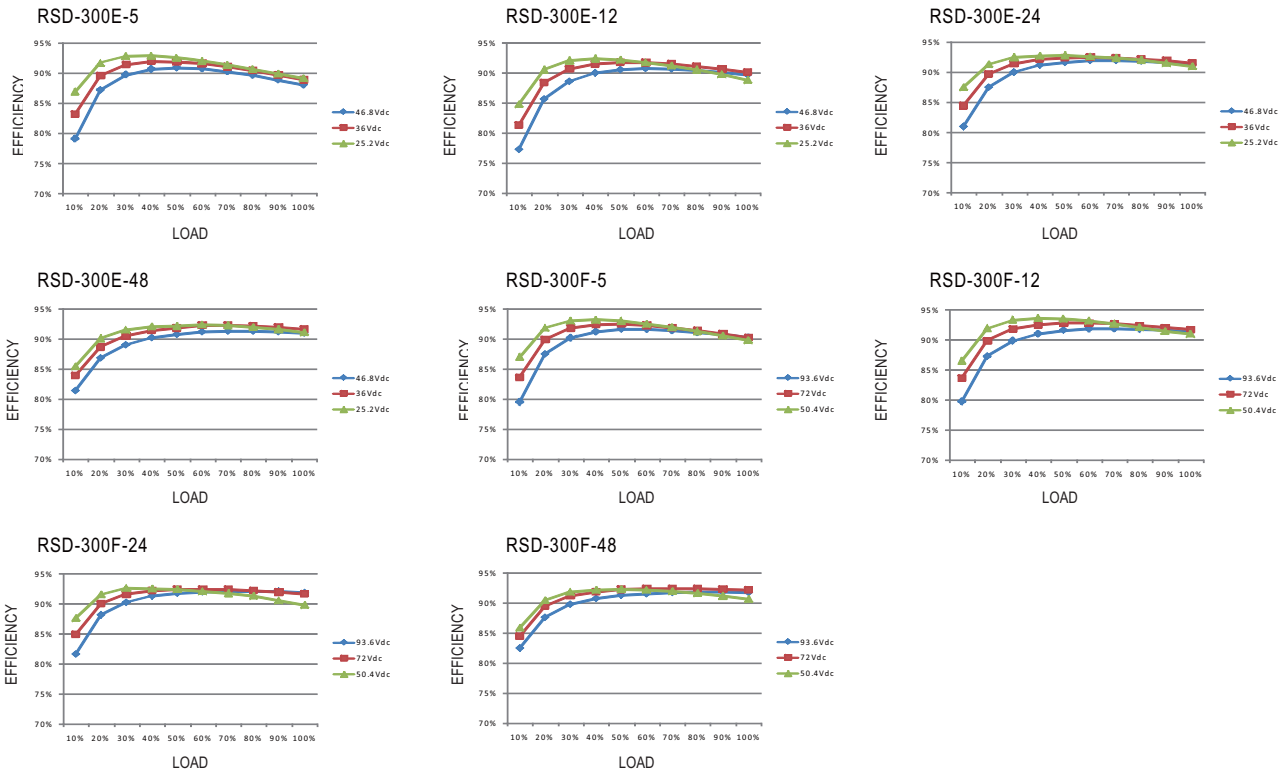 RSD-300E-5
95%
90%
85%
80%
75%
70%
EFFICIENCY
10% 20% 30% 40% 50% 60% 70% 80% 90% 100%
LOAD
46.8Vdc
36Vdc
25.2Vdc
RSD-300E-12
95%
90%
85%
80%
75%
70%
EFFICIENCY
10% 20% 30% 40% 50% 60% 70% 80% 90% 100%
LOAD
46.8Vdc
36Vdc
25.2Vdc
RSD-300E-24
95%
90%
85%
80%
75%
70%
EFFICIENCY
10% 20% 30% 40% 50% 60% 70% 80% 90% 100%
LOAD
46.8Vdc
36Vdc
25.2Vdc
RSD-300E-48
95%
90%
85%
80%
75%
70%
EFFICIENCY
10% 20% 30% 40% 50% 60% 70% 80% 90% 100%
LOAD
46.8Vdc
36Vdc
25.2Vdc
RSD-300F-5
95%
90%
85%
80%
75%
70%
EFFICIENCY
10% 20% 30% 40% 50% 60% 70% 80% 90% 100%
LOAD
93.6Vdc
72Vdc
50.4Vdc
RSD-300F-12
95%
90%
85%
80%
75%
70%
EFFICIENCY
10% 20% 30% 40% 50% 60% 70% 80% 90% 100%
LOAD
93.6Vdc
72Vdc
50.4Vdc
RSD-300F-24
95%
90%
85%
80%
75%
70%
EFFICIENCY
10% 20% 30% 40% 50% 60% 70% 80% 90% 100%
LOAD
93.6Vdc
72Vdc
50.4Vdc
RSD-300F-48
95%
90%
85%
80%
75%
70%
EFFICIENCY
10% 20% 30% 40% 50% 60% 70% 80% 90% 100%
LOAD
93.6Vdc
72Vdc
50.4Vdc